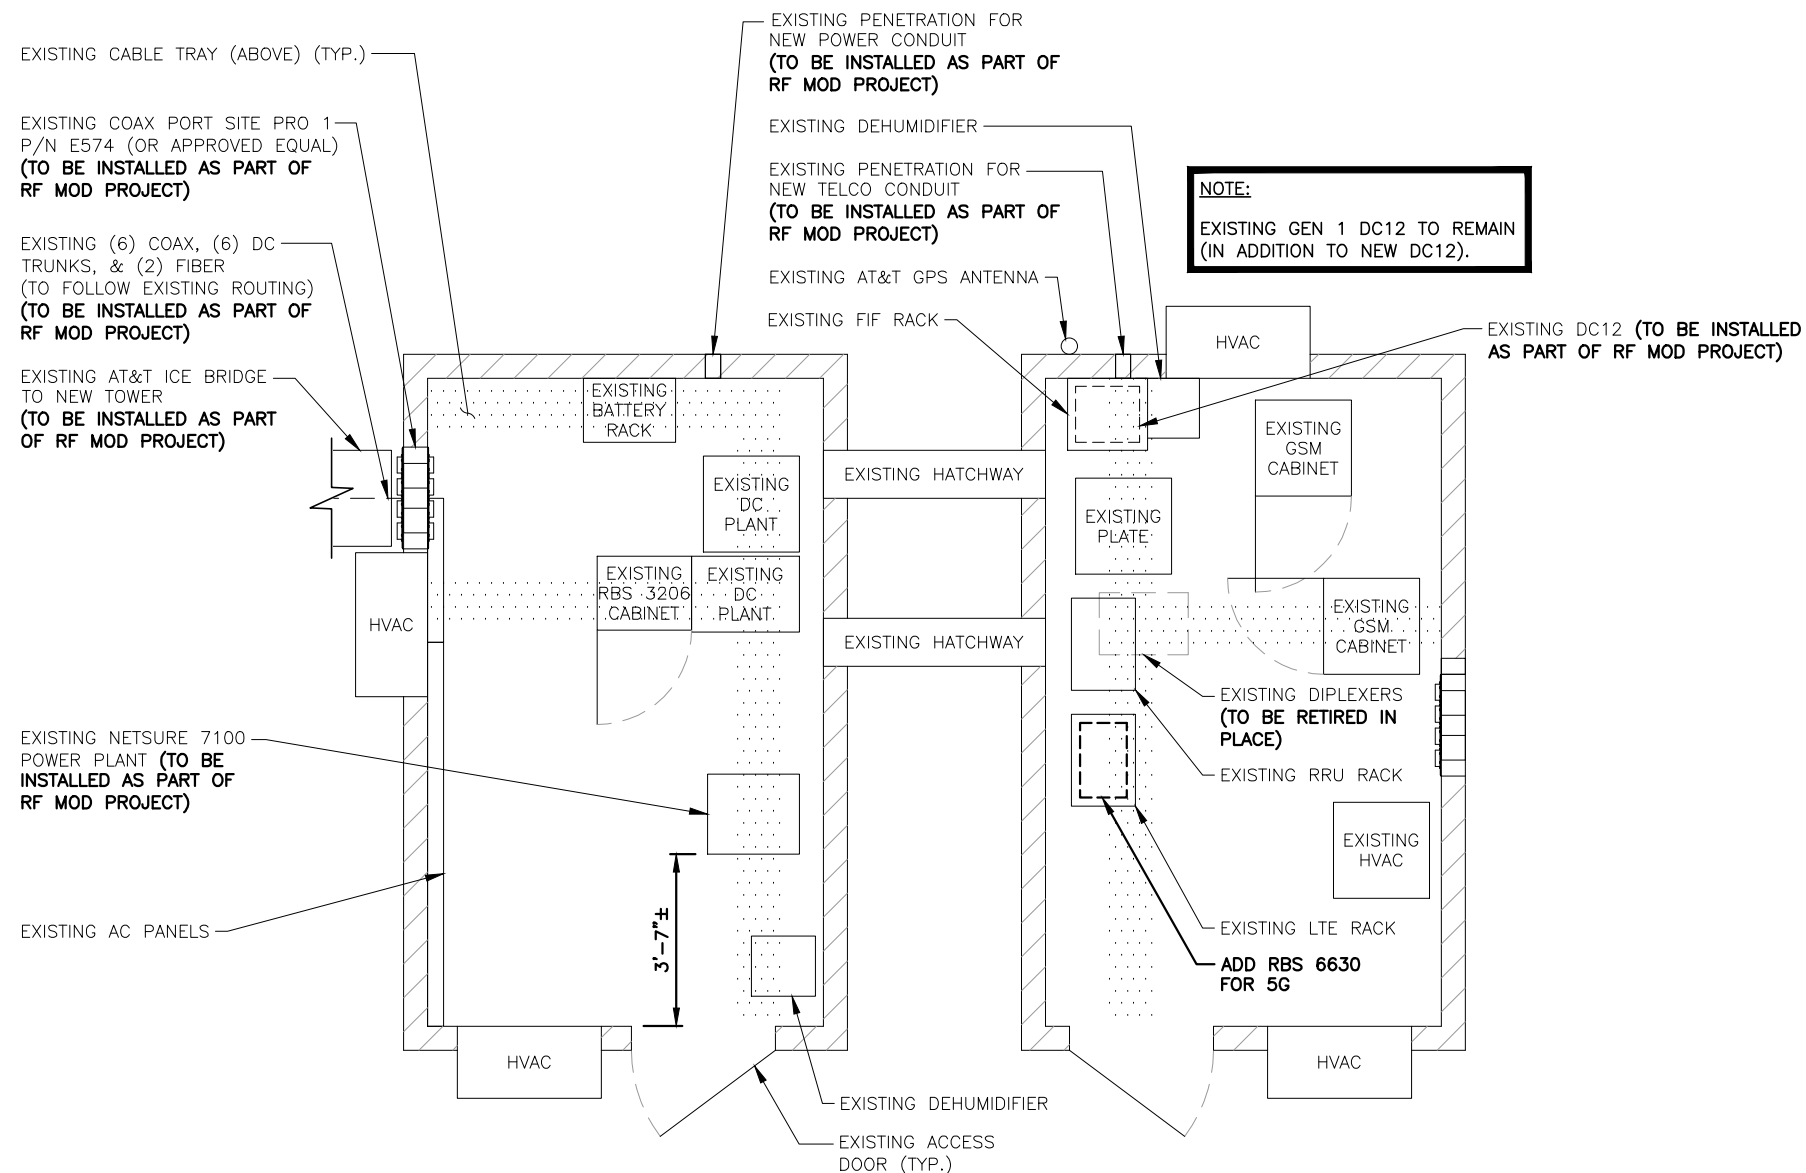 EXISTING CABLE TRAY (ABOVE) (TYP.)
EXISTING COAX PORT SITE PRO 1
P/N E574 (OR APPROVED EQUAL)
(TO BE INSTALLED AS PART OF
RF MOD PROJECT)
EXISTING (6) COAX, (6) DC
TRUNKS, & (2) FIBER
(TO FOLLOW EXISTING ROUTING)
(TO BE INSTALLED AS PART OF
RF MOD PROJECT)
EXISTING AT&T ICE BRIDGE
TO NEW TOWER
(TO BE INSTALLED AS PART
OF RF MOD PROJECT)
EXISTING NETSURE 7100
POWER PLANT (TO BE
INSTALLED AS PART OF
RF MOD PROJECT)
EXISTING AC PANELS
EXISTING PENETRATION FOR
NEW POWER CONDUIT
(TO BE INSTALLED AS PART OF
RF MOD PROJECT)
EXISTING DEHUMIDIFIER
EXISTING PENETRATION FOR
NEW TELCO CONDUIT
(TO BE INSTALLED AS PART OF
RF MOD PROJECT)
EXISTING AT&T GPS ANTENNA
EXISTING FIF RACK
NOTE:
EXISTING GEN 1 DC12 TO REMAIN
(IN ADDITION TO NEW DC12).
EXISTING DC12 (TO BE INSTALLED
AS PART OF RF MOD PROJECT)
HVAC
EXISTING
BATTERY
RACK
EXISTING
DC
PLANT
EXISTING
RBS 3206
CABINET
EXISTING
DC
PLANT
HVAC
EXISTING HATCHWAY
EXISTING HATCHWAY
EXISTING
GSM
CABINET
EXISTING
PLATE
EXISTING
GSM
CABINET
EXISTING DIPLEXERS
(TO BE RETIRED IN
PLACE)
EXISTING RRU RACK
EXISTING
HVAC
EXISTING LTE RACK
ADD RBS 6630
FOR 5G
3'-7"±
HVAC
HVAC
EXISTING DEHUMIDIFIER
EXISTING ACCESS
DOOR (TYP.)